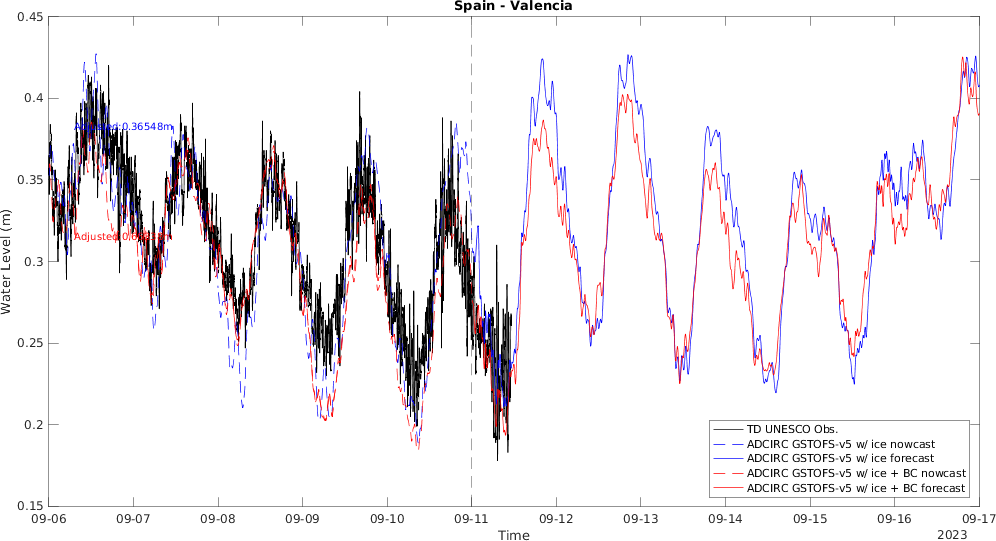 Spain - Valencia
Water Level (m)
0.45
0.4
0.35
0.3
0.25
0.2
0.15
Adjusted:0.36548m
09-06
09-07
09-08
09-09
09-10
09-11
09-12
09-13
09-14
09-15
09-16
09-17
Time
2023
TD UNESCO Obs.
ADCIRC GSTOFS-v5 w/ ice nowcast
ADCIRC GSTOFS-v5 w/ ice forecast
ADCIRC GSTOFS-v5 w/ ice + BC nowcast
ADCIRC GSTOFS-v5 w/ ice + BC forecast